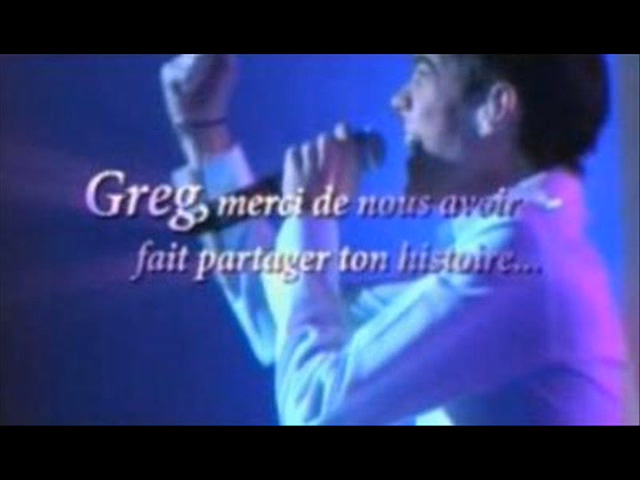 Greg, merci de nous avoir
fait partager ton histoire...